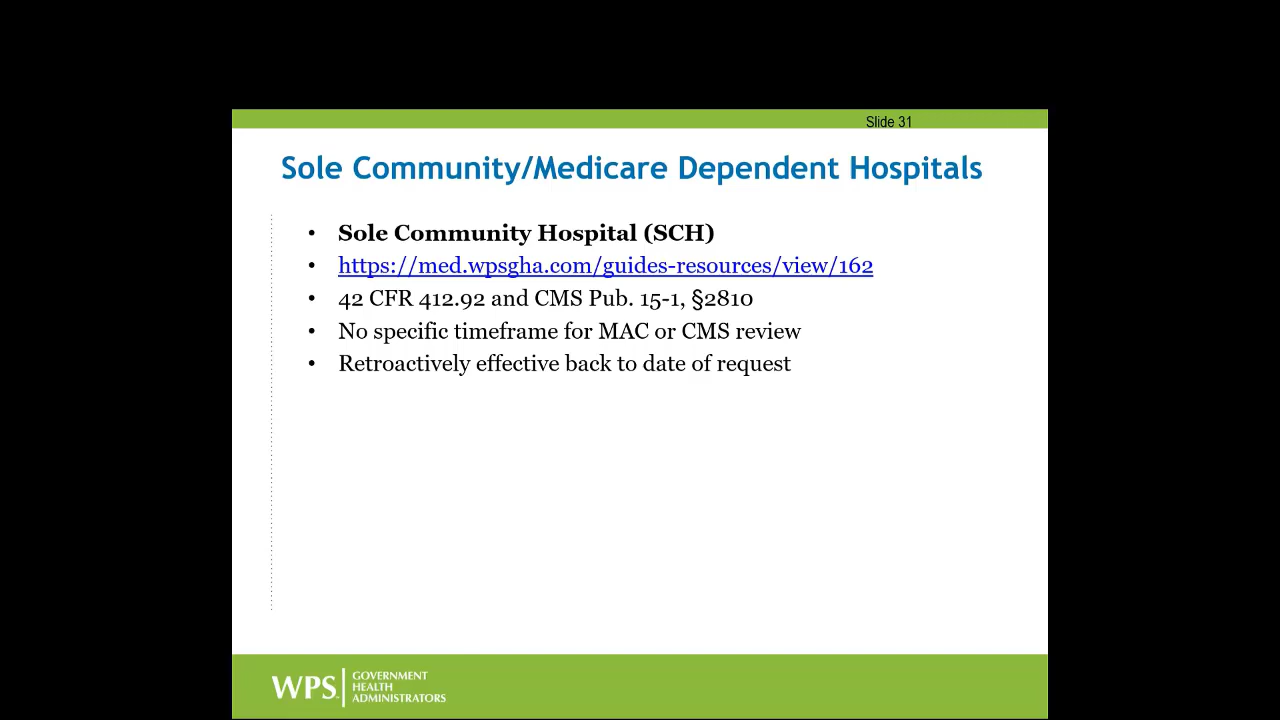 Slide 31
Sole Community/Medicare Dependent Hospitals
• Sole Community Hospital (SCH)
• https://med.wpsgha.com/guides-resources/view/162
• 42 CFR 412.92 and CMS Pub. 15-1, §2810
• No specific timeframe for MAC or CMS review
• Retroactively effective back to date of request
WPS
GOVERNMENT
HEALTH
ADMINISTRATORS